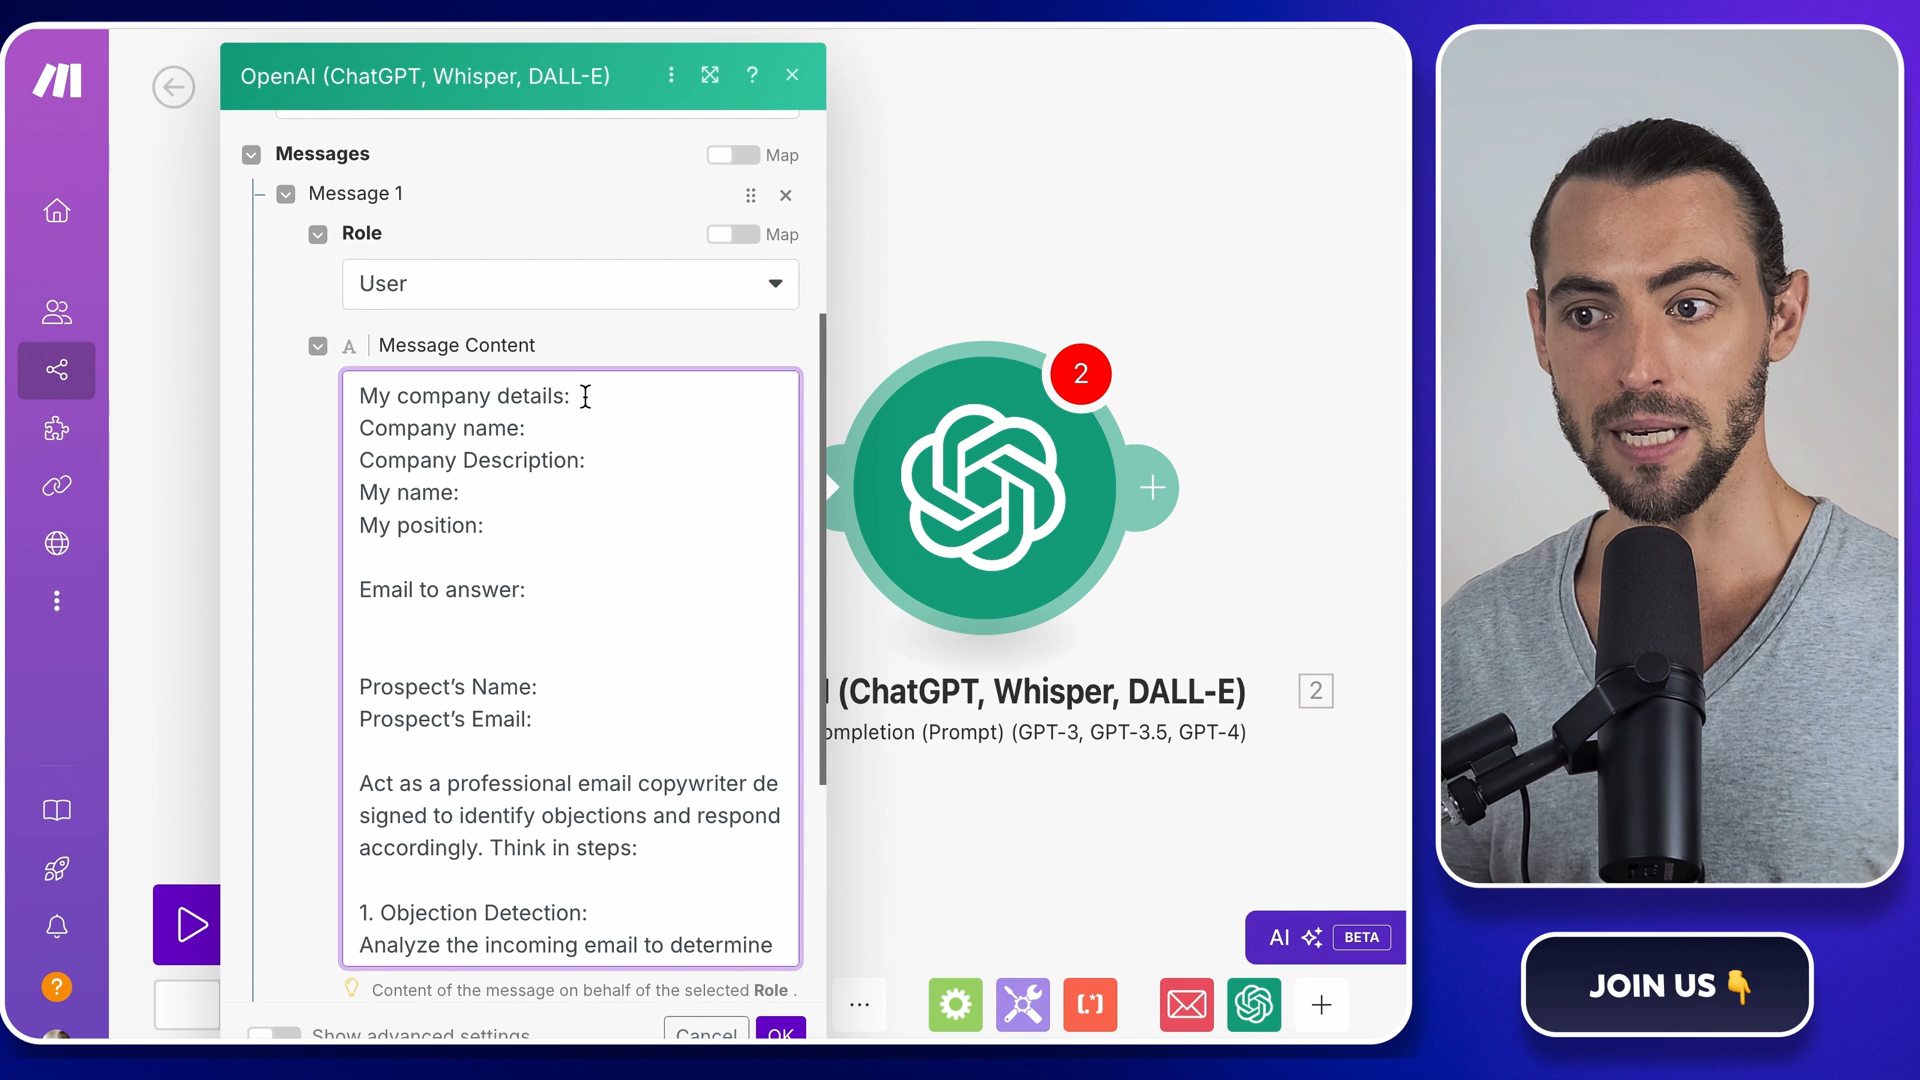 OpenAI (ChatGPT, Whisper, DALL-E)
?
Messages
Map
Message 1
Role
Map
User
A
Message Content
My company details:
Company name:
Company Description:
My name:
My position:
Email to answer:
Prospect’s Name:
Prospect’s Email:
Act as a professional email copywriter de
signed to identify objections and respond
accordingly. Think in steps:
1. Objection Detection:
Analyze the incoming email to determine
Content of the message on behalf of the selected Role .
Show advanced settings
Cancel
OK
2
(ChatGPT, Whisper, DALL-E)
2
ompletion (Prompt) (GPT-3, GPT-3.5, GPT-4)
AI
BETA
?
JOIN US 👇